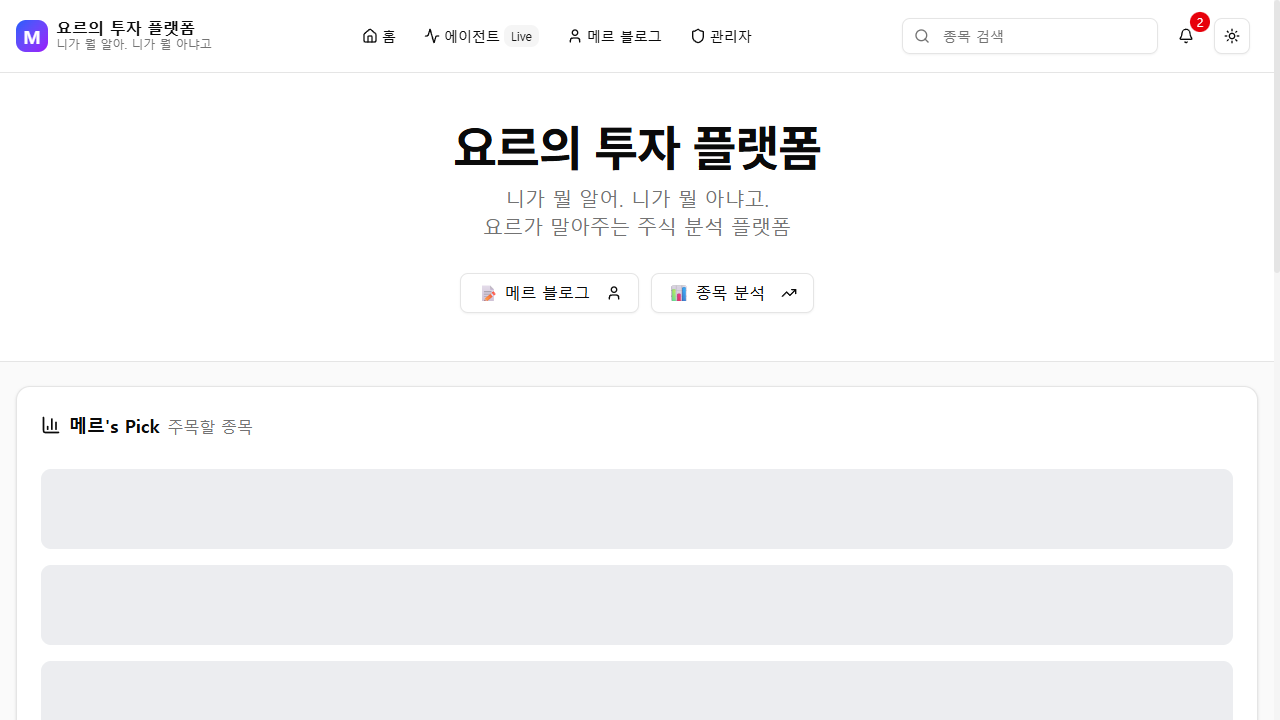 M
요르의 투자 플랫폼
니가 뭘 알아. 니가 뭘 아냐고
홈
에이전트 Live
메르 블로그
관리자
종목 검색
2
요르의 투자 플랫폼
니가 뭘 알어. 니가 뭘 아냐고.
요르가 말아주는 주식 분석 플랫폼
메르 블로그
종목 분석
메르's Pick 주목할 종목